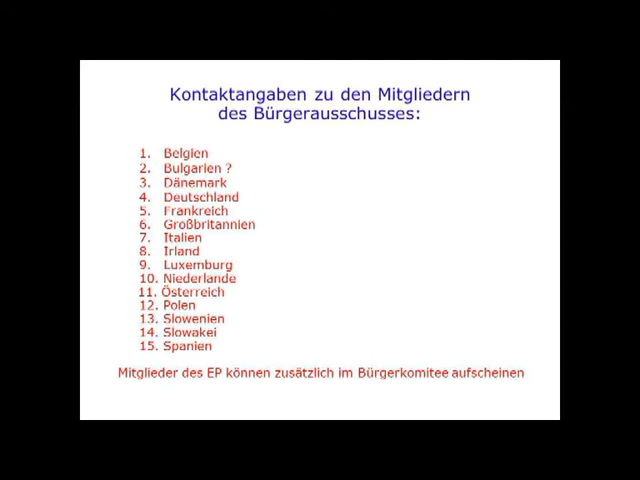 Kontaktangaben zu den Mitgliedern
des Bürgerausschusses:
1. Belgien
2. Bulgarien ?
3. Dänemark
4. Deutschland
5. Frankreich
6. Großbritannien
7. Italien
8. Irland
9. Luxemburg
10. Niederlande
11. Österreich
12. Polen
13. Slowenien
14. Slowakei
15. Spanien
Mitglieder des EP können zusätzlich im Bürgerkomitee aufscheinen